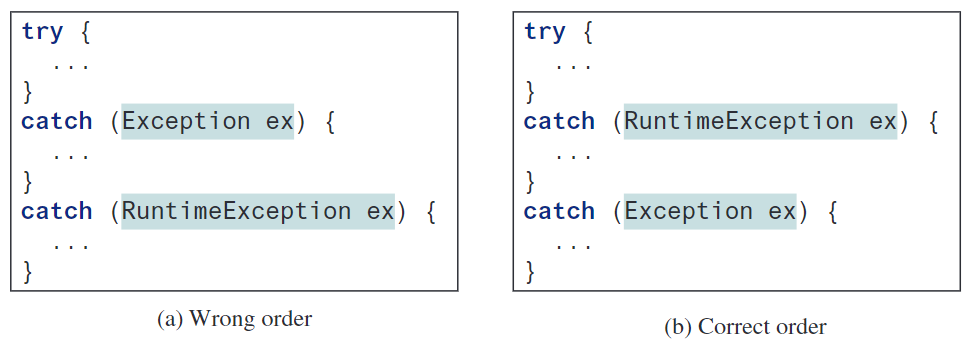 try {
...
}
catch (Exception ex) {
...
}
catch (RuntimeException ex) {
...
}
(a) Wrong order
try {
...
}
catch (RuntimeException ex) {
...
}
catch (Exception ex) {
...
}
(b) Correct order